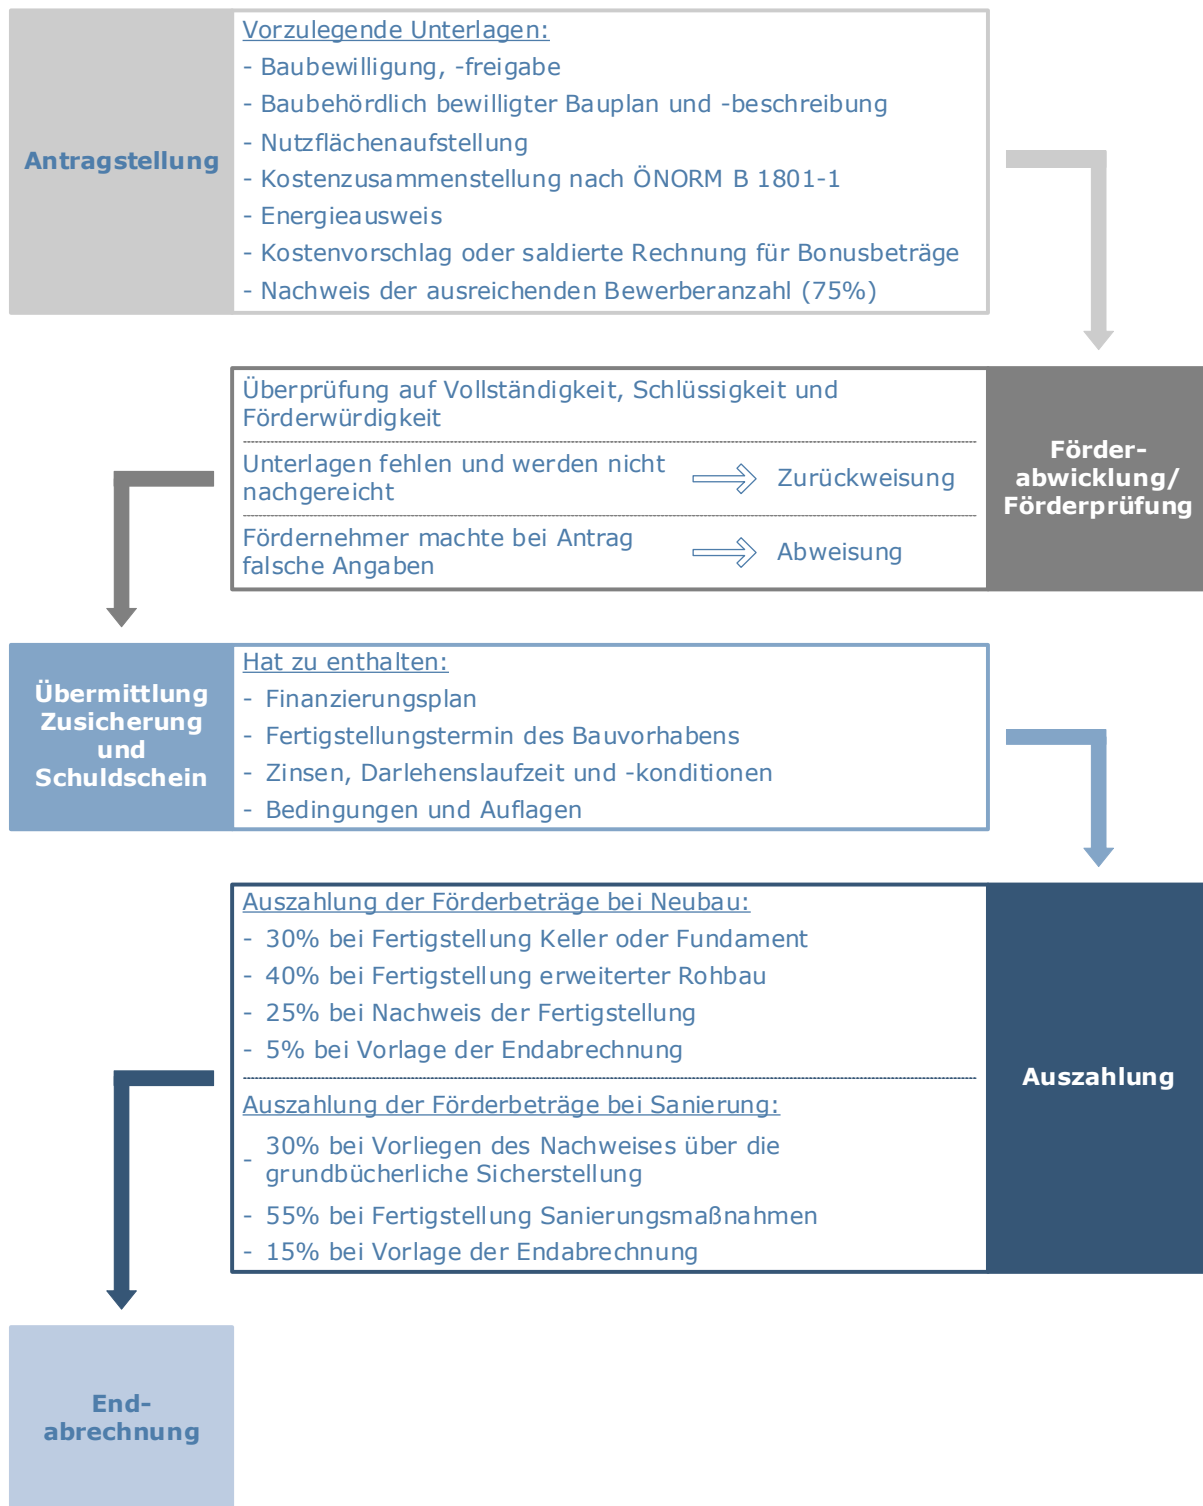 Antragstellung
Vorzulegende Unterlagen:
- Baubewilligung, -freigabe
- Baubehördlich bewilligter Bauplan und -beschreibung
- Nutzflächenaufstellung
- Kostenzusammenstellung nach ÖNORM B 1801-1
- Energieausweis
- Kostenvorschlag oder saldierte Rechnung für Bonusbeträge
- Nachweis der ausreichenden Bewerberanzahl (75%)
Förder-
abwicklung/
Förderprüfung
Überprüfung auf Vollständigkeit, Schlüssigkeit und
Förderwürdigkeit
Unterlagen fehlen und werden nicht
nachgereicht
Zurückweisung
Fördernehmer machte bei Antrag
falsche Angaben
Abweisung
Übermittlung
Zusicherung
und
Schuldschein
Hat zu enthalten:
- Finanzierungsplan
- Fertigstellungstermin des Bauvorhabens
- Zinsen, Darlehenslaufzeit und -konditionen
- Bedingungen und Auflagen
Auszahlung
Auszahlung der Förderbeträge bei Neubau:
- 30% bei Fertigstellung Keller oder Fundament
- 40% bei Fertigstellung erweiterter Rohbau
- 25% bei Nachweis der Fertigstellung
- 5% bei Vorlage der Endabrechnung
Auszahlung der Förderbeträge bei Sanierung:
- 30% bei Vorliegen des Nachweises über die
grundbücherliche Sicherstellung
- 55% bei Fertigstellung Sanierungsmaßnahmen
- 15% bei Vorlage der Endabrechnung
End-
abrechnung